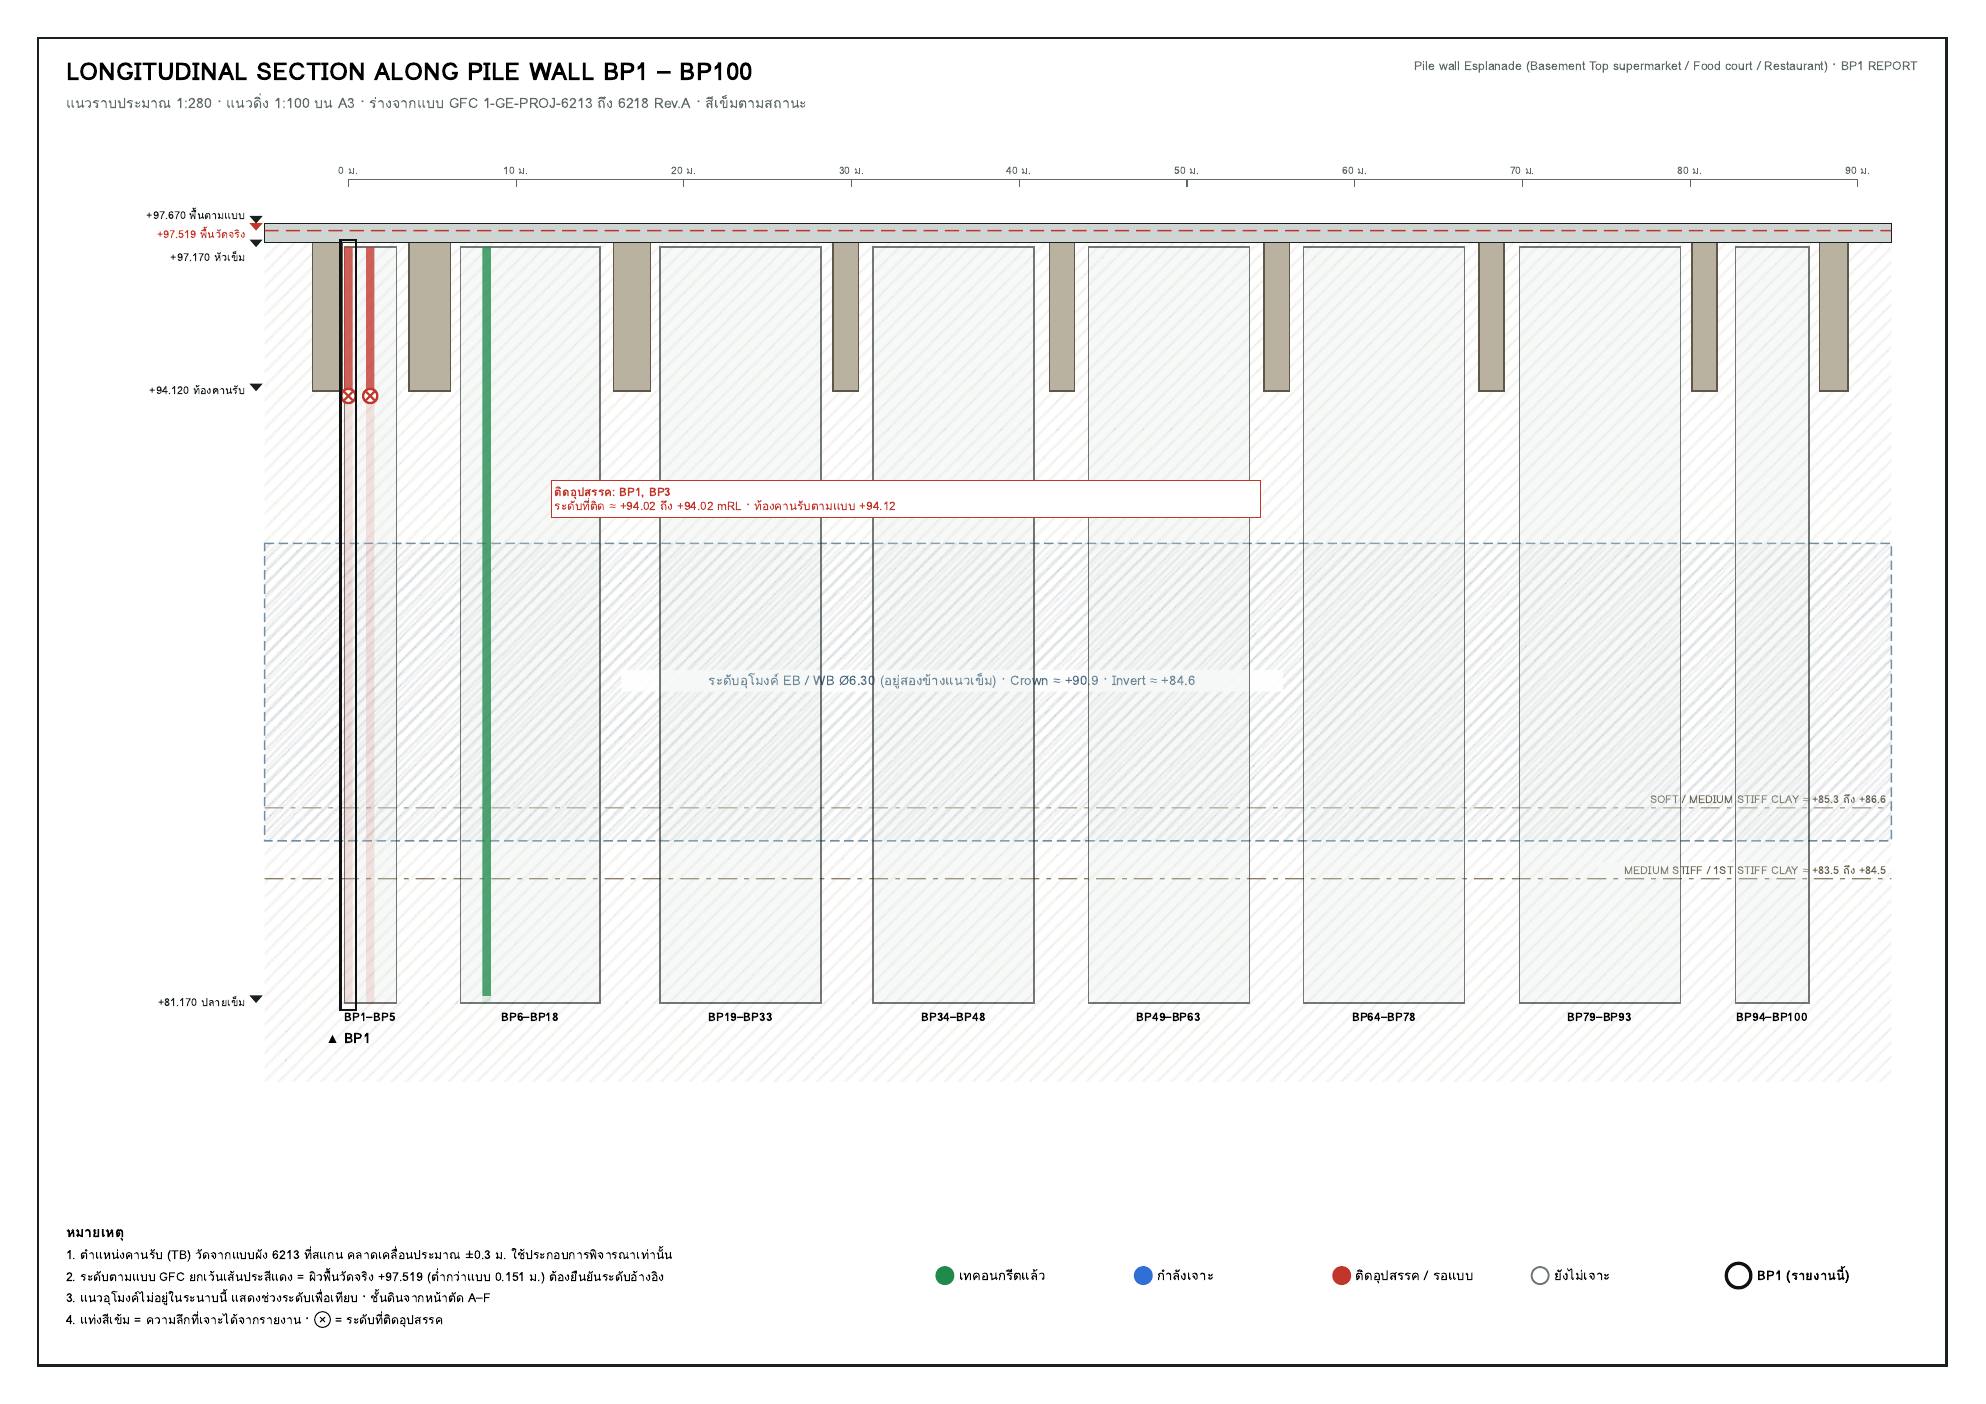 LONGITUDINAL SECTION ALONG PILE WALL BP1 – BP100
Pile wall Esplanade (Basement Top supermarket / Food court / Restaurant) · BP1 REPORT
แนวราบประมาณ 1:280 · แนวดิ่ง 1:100 บน A3 · ร่างจากแบบ GFC 1-GE-PROJ-6213 ถึง 6218 Rev.A · สีเข็มตามสถานะ
0 ม. 10 ม. 20 ม. 30 ม. 40 ม. 50 ม. 60 ม. 70 ม. 80 ม. 90 ม.
+97.670 พื้นตามแบบ
+97.519 พื้นวัดจริง
+97.170 หัวเข็ม
+94.120 ท้องคานรับ
ติดอุปสรรค: BP1, BP3
ระดับที่ติด ≈ +94.02 ถึง +94.02 mRL · ท้องคานรับตามแบบ +94.12
ระดับอุโมงค์ EB / WB Ø6.30 (อยู่สองข้างแนวเข็ม) · Crown ≈ +90.9 · Invert ≈ +84.6
SOFT / MEDIUM STIFF CLAY ≈ +85.3 ถึง +86.6
MEDIUM STIFF / 1ST STIFF CLAY ≈ +83.5 ถึง +84.5
+81.170 ปลายเข็ม
BP1–BP5 BP6–BP18 BP19–BP33 BP34–BP48 BP49–BP63 BP64–BP78 BP79–BP93 BP94–BP100
▲ BP1
หมายเหตุ
1. ตำแหน่งคานรับ (TB) วัดจากแบบผัง 6213 ที่สแกน คลาดเคลื่อนประมาณ ±0.3 ม. ใช้ประกอบการพิจารณาเท่านั้น
2. ระดับตามแบบ GFC ยกเว้นเส้นประสีแดง = ผิวพื้นวัดจริง +97.519 (ต่ำกว่าแบบ 0.151 ม.) ต้องยืนยันระดับอ้างอิง
3. แนวอุโมงค์ไม่อยู่ในระนาบนี้ แสดงช่วงระดับเพื่อเทียบ · ชั้นดินจากหน้าตัด A–F
4. แท่งสีเข้ม = ความลึกที่เจาะได้จากรายงาน · ⊗ = ระดับที่ติดอุปสรรค
เทคอนกรีตแล้ว กำลังเจาะ ติดอุปสรรค / รอแบบ ยังไม่เจาะ BP1 (รายงานนี้)